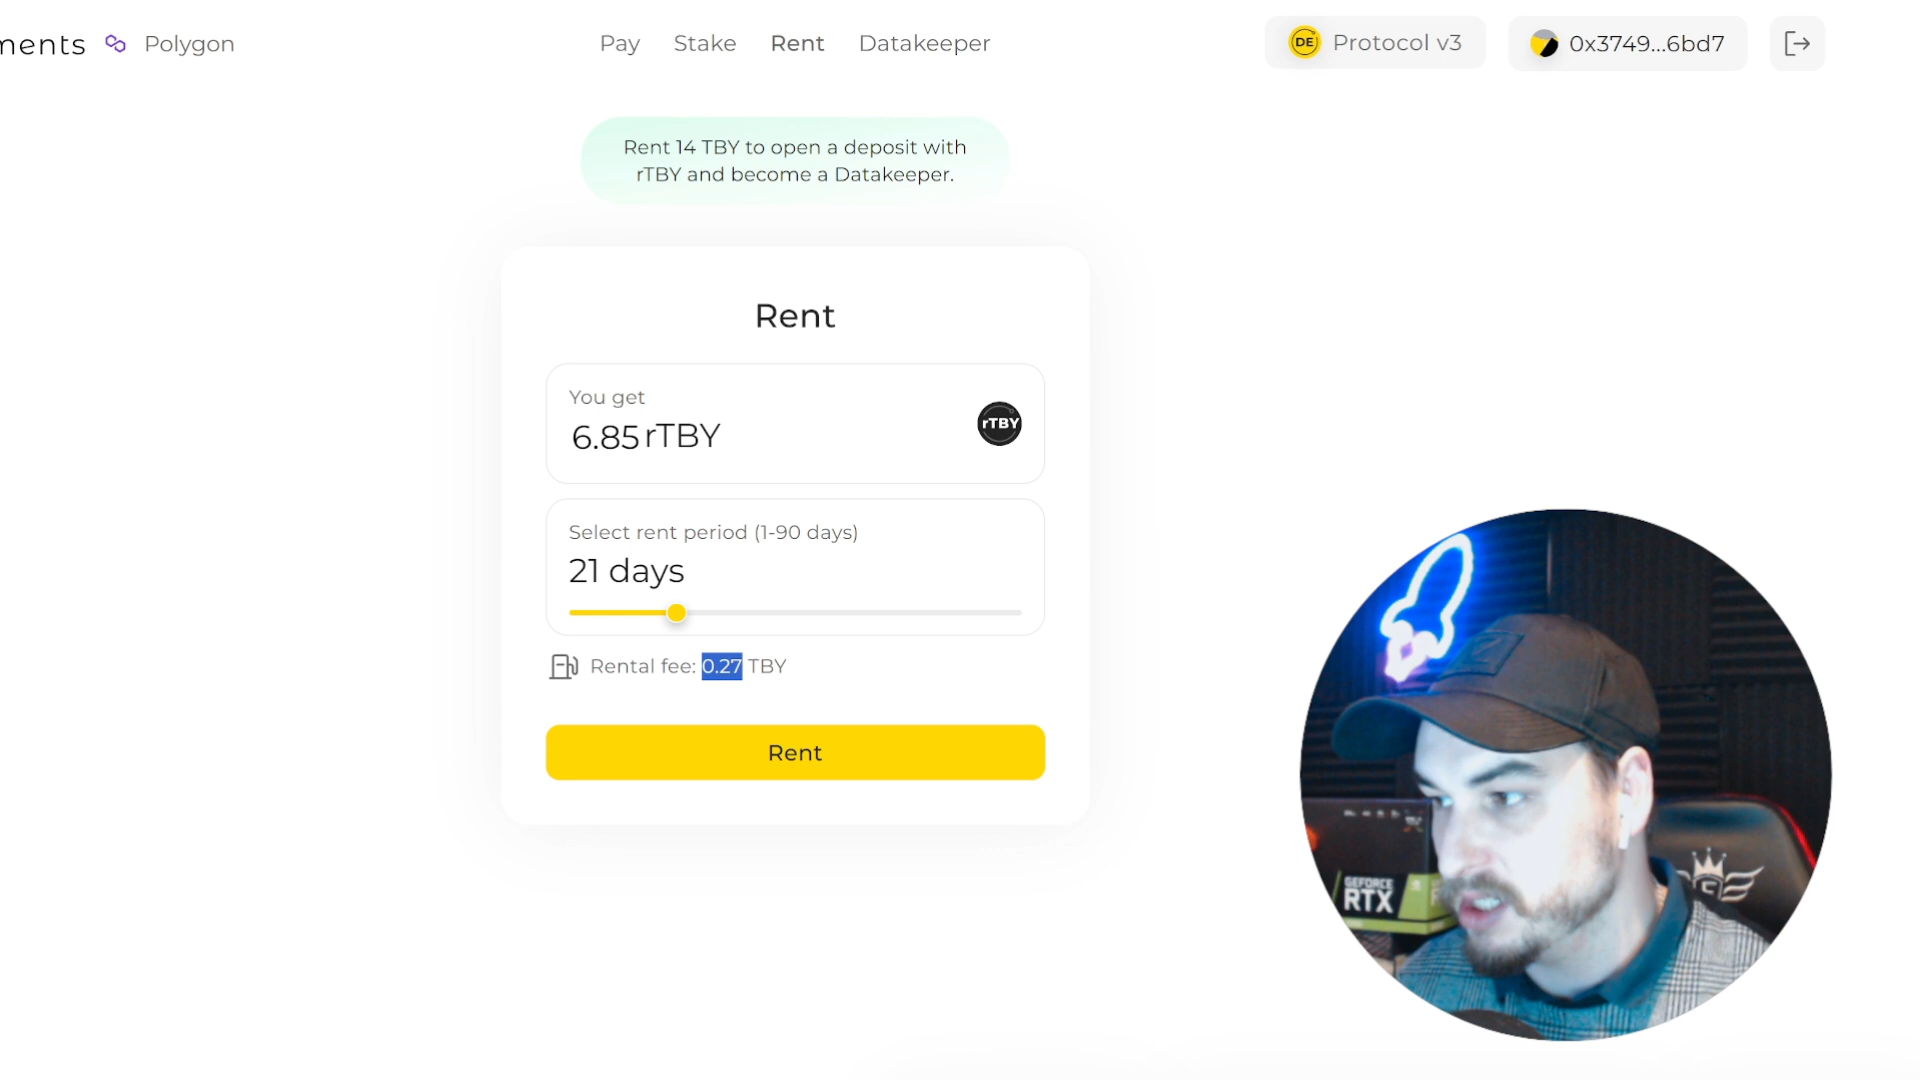 ments Polygon Pay Stake Rent Datakeeper DE Protocol v3 0x3749...6bd7
Rent 14 TBY to open a deposit with
rTBY and become a Datakeeper.
Rent
You get
6.85 rTBY
rTBY
Select rent period (1-90 days)
21 days
Rental fee: 0.27 TBY
Rent
GEFORCE
RTX